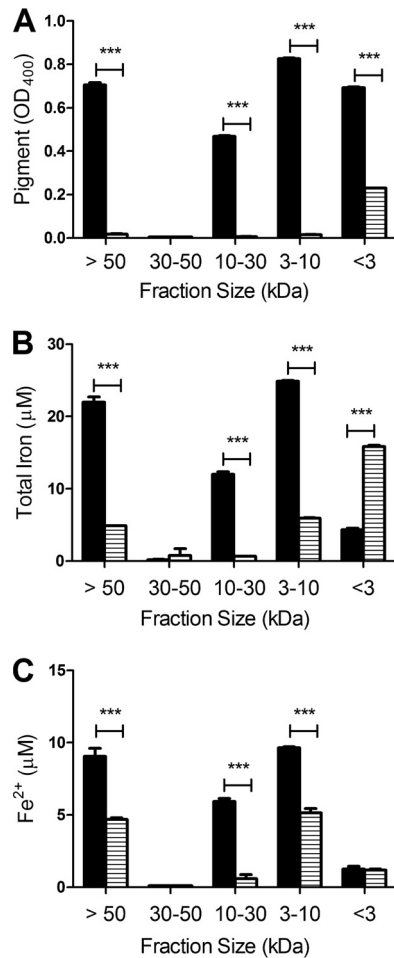 A
***
***
***
***
1.0
0.8
0.6
0.4
0.2
0.0
Pigment (OD400)
> 50 30-50 10-30 3-10 <3
Fraction Size (kDa)
B
***
***
***
***
30
20
10
0
Total Iron (μM)
> 50 30-50 10-30 3-10 <3
Fraction Size (kDa)
C
***
***
***
15
10
5
0
Fe2+ (μM)
> 50 30-50 10-30 3-10 <3
Fraction Size (kDa)